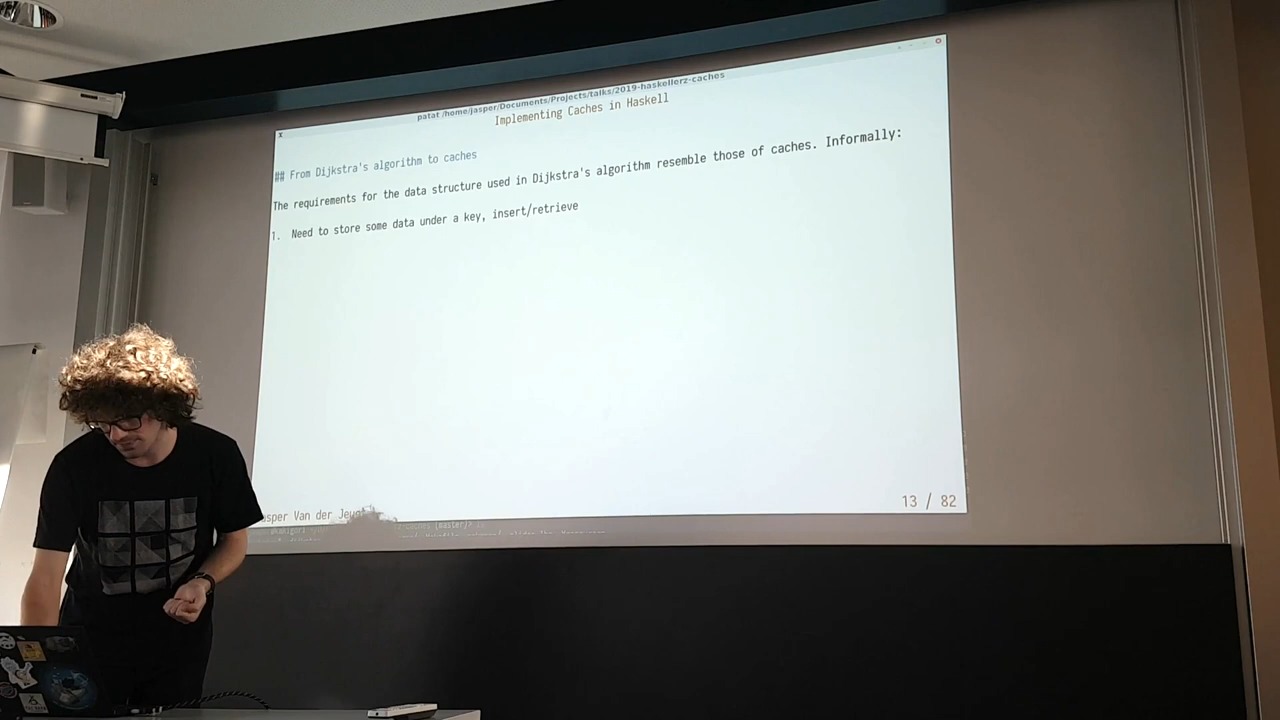 patat /home/jasper/Documents/Projects/talks/2019-haskellerz-caches
Implementing Caches in Haskell
## From Dijkstra's algorithm to caches
The requirements for the data structure used in Dijkstra's algorithm resemble those of caches. Informally:
1. Need to store some data under a key, insert/retrieve
Van der
13 / 82